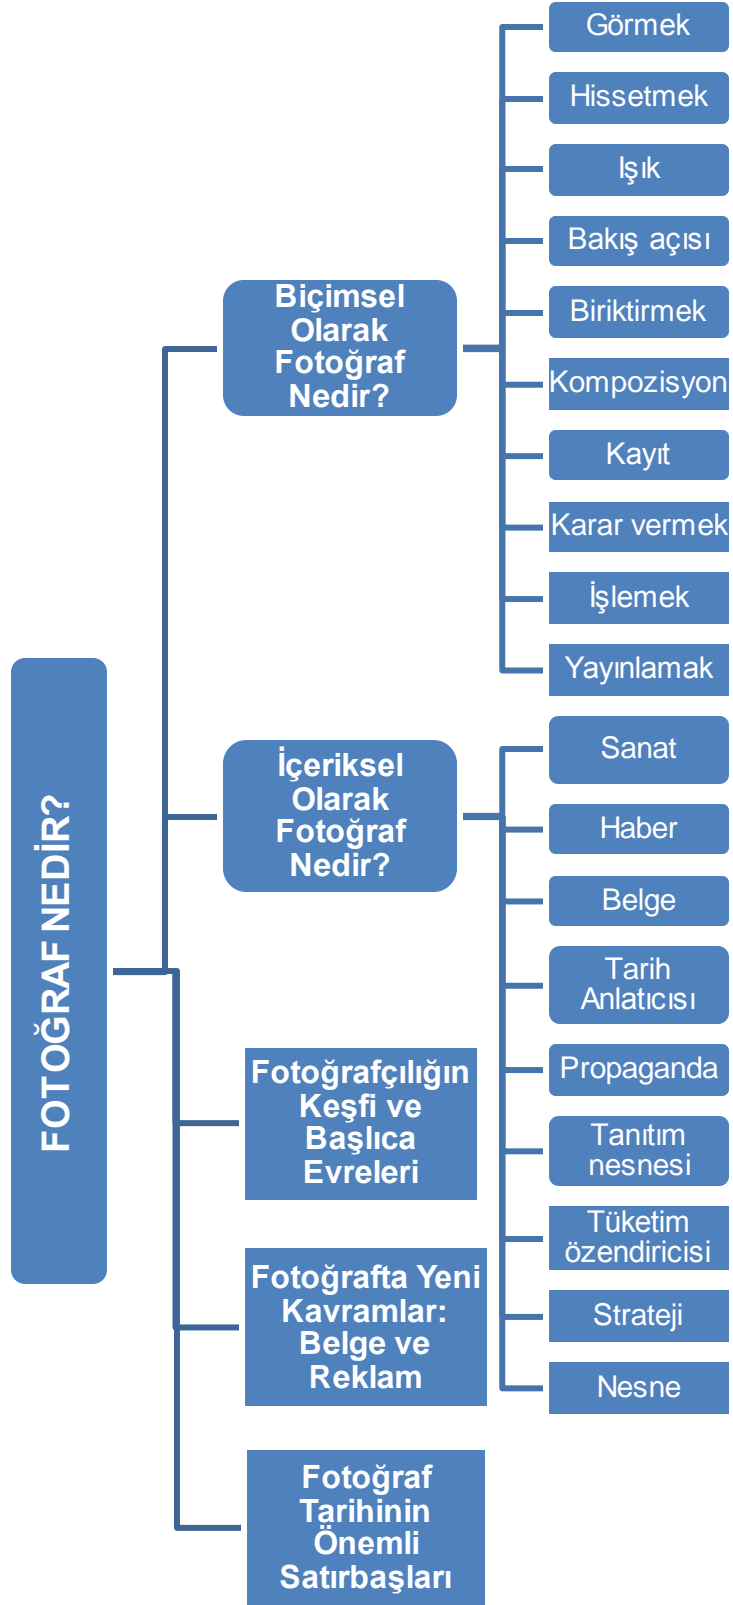 FOTOĞRAF NEDİR?
Biçimsel
Olarak
Fotoğraf
Nedir?
Görmek
Hissetmek
Işık
Bakış açısı
Biriktirmek
Kompozisyon
Kayıt
Karar vermek
İşlemek
Yayınlamak
İçeriksel
Olarak
Fotoğraf
Nedir?
Sanat
Haber
Belge
Tarih
Anlatıcısı
Propaganda
Tanıtım
nesnesi
Tüketim
özendiricisi
Strateji
Nesne
Fotoğrafçılığın
Keşfi ve
Başlıca
Evreleri
Fotoğrafta Yeni
Kavramlar:
Belge ve
Reklam
Fotoğraf
Tarihinin
Önemli
Satırbaşları